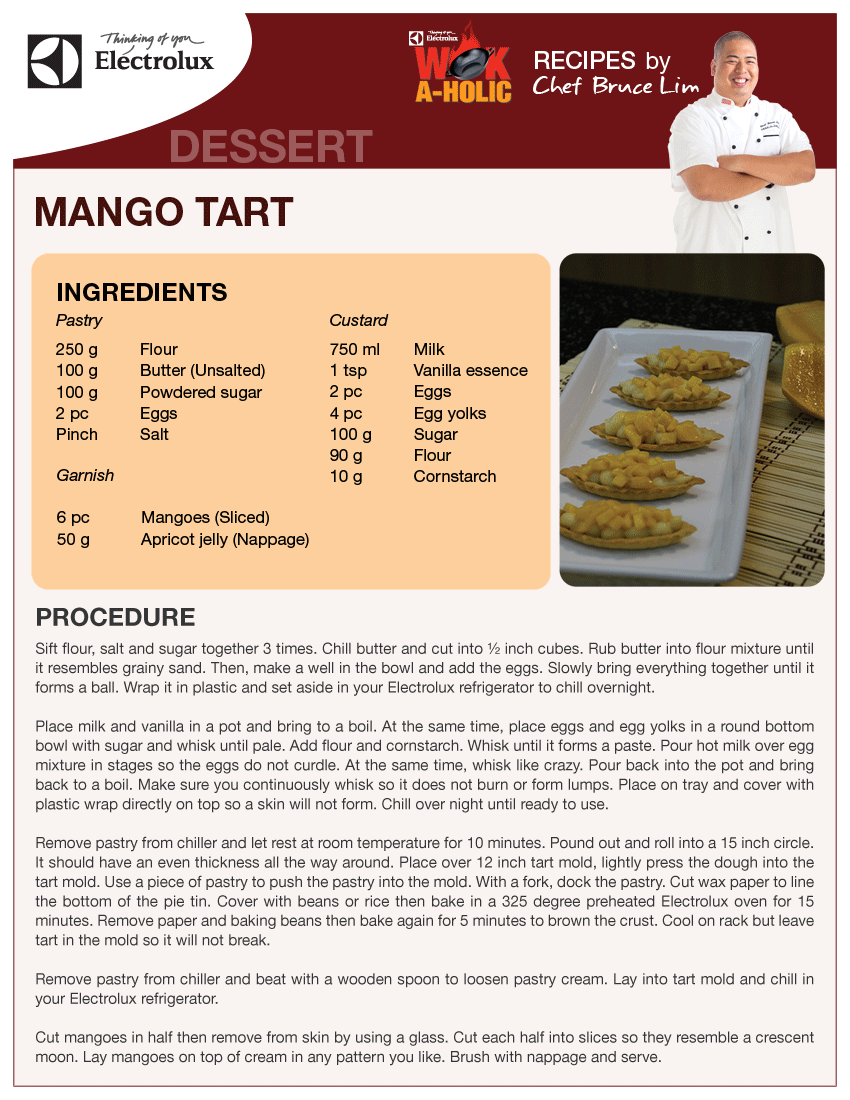 Thinking of you
Electrolux
Thinking of you
Electrolux
WOK
A-HOLIC
RECIPES by
Chef Bruce Lim
DESSERT
MANGO TART
INGREDIENTS
Pastry
250 g Flour
100 g Butter (Unsalted)
100 g Powdered sugar
2 pc Eggs
Pinch Salt
Garnish
6 pc Mangoes (Sliced)
50 g Apricot jelly (Nappage)
Custard
750 ml Milk
1 tsp Vanilla essence
2 pc Eggs
4 pc Egg yolks
100 g Sugar
90 g Flour
10 g Cornstarch
PROCEDURE
Sift flour, salt and sugar together 3 times. Chill butter and cut into ½ inch cubes. Rub butter into flour mixture until
it resembles grainy sand. Then, make a well in the bowl and add the eggs. Slowly bring everything together until it
forms a ball. Wrap it in plastic and set aside in your Electrolux refrigerator to chill overnight.
Place milk and vanilla in a pot and bring to a boil. At the same time, place eggs and egg yolks in a round bottom
bowl with sugar and whisk until pale. Add flour and cornstarch. Whisk until it forms a paste. Pour hot milk over egg
mixture in stages so the eggs do not curdle. At the same time, whisk like crazy. Pour back into the pot and bring
back to a boil. Make sure you continuously whisk so it does not burn or form lumps. Place on tray and cover with
plastic wrap directly on top so a skin will not form. Chill over night until ready to use.
Remove pastry from chiller and let rest at room temperature for 10 minutes. Pound out and roll into a 15 inch circle.
It should have an even thickness all the way around. Place over 12 inch tart mold, lightly press the dough into the
tart mold. Use a piece of pastry to push the pastry into the mold. With a fork, dock the pastry. Cut wax paper to line
the bottom of the pie tin. Cover with beans or rice then bake in a 325 degree preheated Electrolux oven for 15
minutes. Remove paper and baking beans then bake again for 5 minutes to brown the crust. Cool on rack but leave
tart in the mold so it will not break.
Remove pastry from chiller and beat with a wooden spoon to loosen pastry cream. Lay into tart mold and chill in
your Electrolux refrigerator.
Cut mangoes in half then remove from skin by using a glass. Cut each half into slices so they resemble a crescent
moon. Lay mangoes on top of cream in any pattern you like. Brush with nappage and serve.